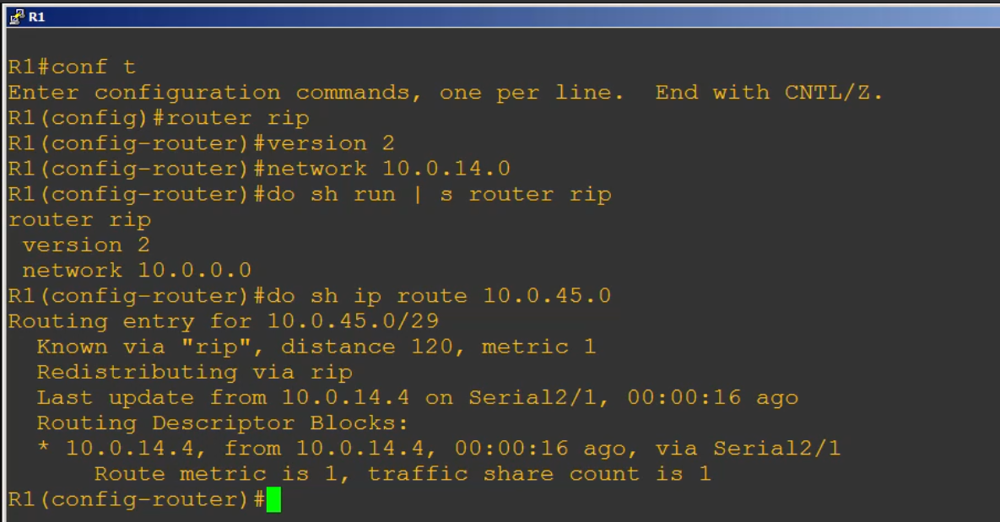 R1
R1#conf t
Enter configuration commands, one per line.  End with CNTL/Z.
R1(config)#router rip
R1(config-router)#version 2
R1(config-router)#network 10.0.14.0
R1(config-router)#do sh run | s router rip
router rip
 version 2
 network 10.0.0.0
R1(config-router)#do sh ip route 10.0.45.0
Routing entry for 10.0.45.0/29
  Known via "rip", distance 120, metric 1
  Redistributing via rip
  Last update from 10.0.14.4 on Serial2/1, 00:00:16 ago
  Routing Descriptor Blocks:
  * 10.0.14.4, from 10.0.14.4, 00:00:16 ago, via Serial2/1
      Route metric is 1, traffic share count is 1
R1(config-router)#